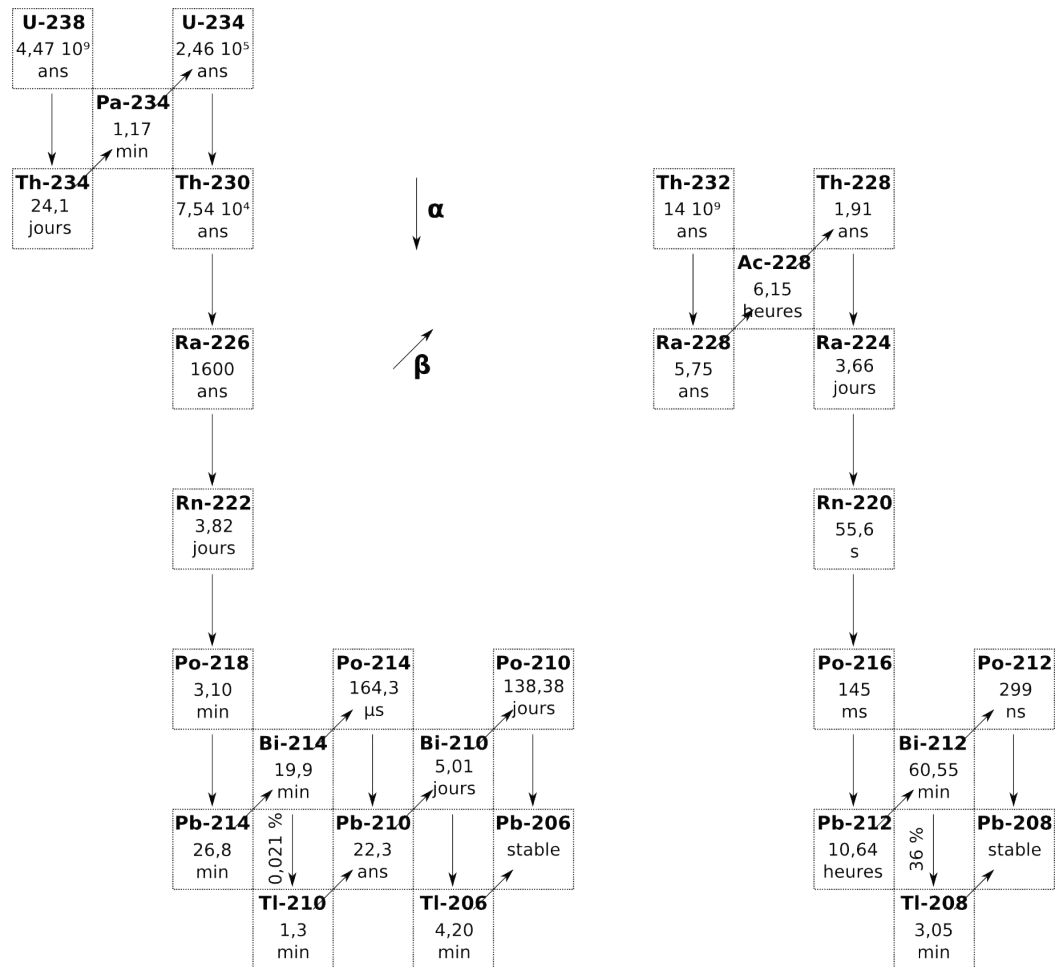 U-238
4,47 10⁹
ans
U-234
2,46 10⁵
ans
Pa-234
1,17
min
Th-234
24,1
jours
Th-230
7,54 10⁴
ans
α
Th-232
14 10⁹
ans
Th-228
1,91
ans
Ac-228
6,15
heures
Ra-226
1600
ans
β
Ra-228
5,75
ans
Ra-224
3,66
jours
Rn-222
3,82
jours
Rn-220
55,6
s
Po-218
3,10
min
Po-214
164,3
µs
Po-210
138,38
jours
Po-216
145
ms
Po-212
299
ns
Bi-214
19,9
min
Bi-210
5,01
jours
Bi-212
60,55
min
Pb-214
26,8
min
0,021 %
Pb-210
22,3
ans
Pb-206
stable
Pb-212
10,64
heures
36 %
Pb-208
stable
Tl-210
1,3
min
Tl-206
4,20
min
Tl-208
3,05
min